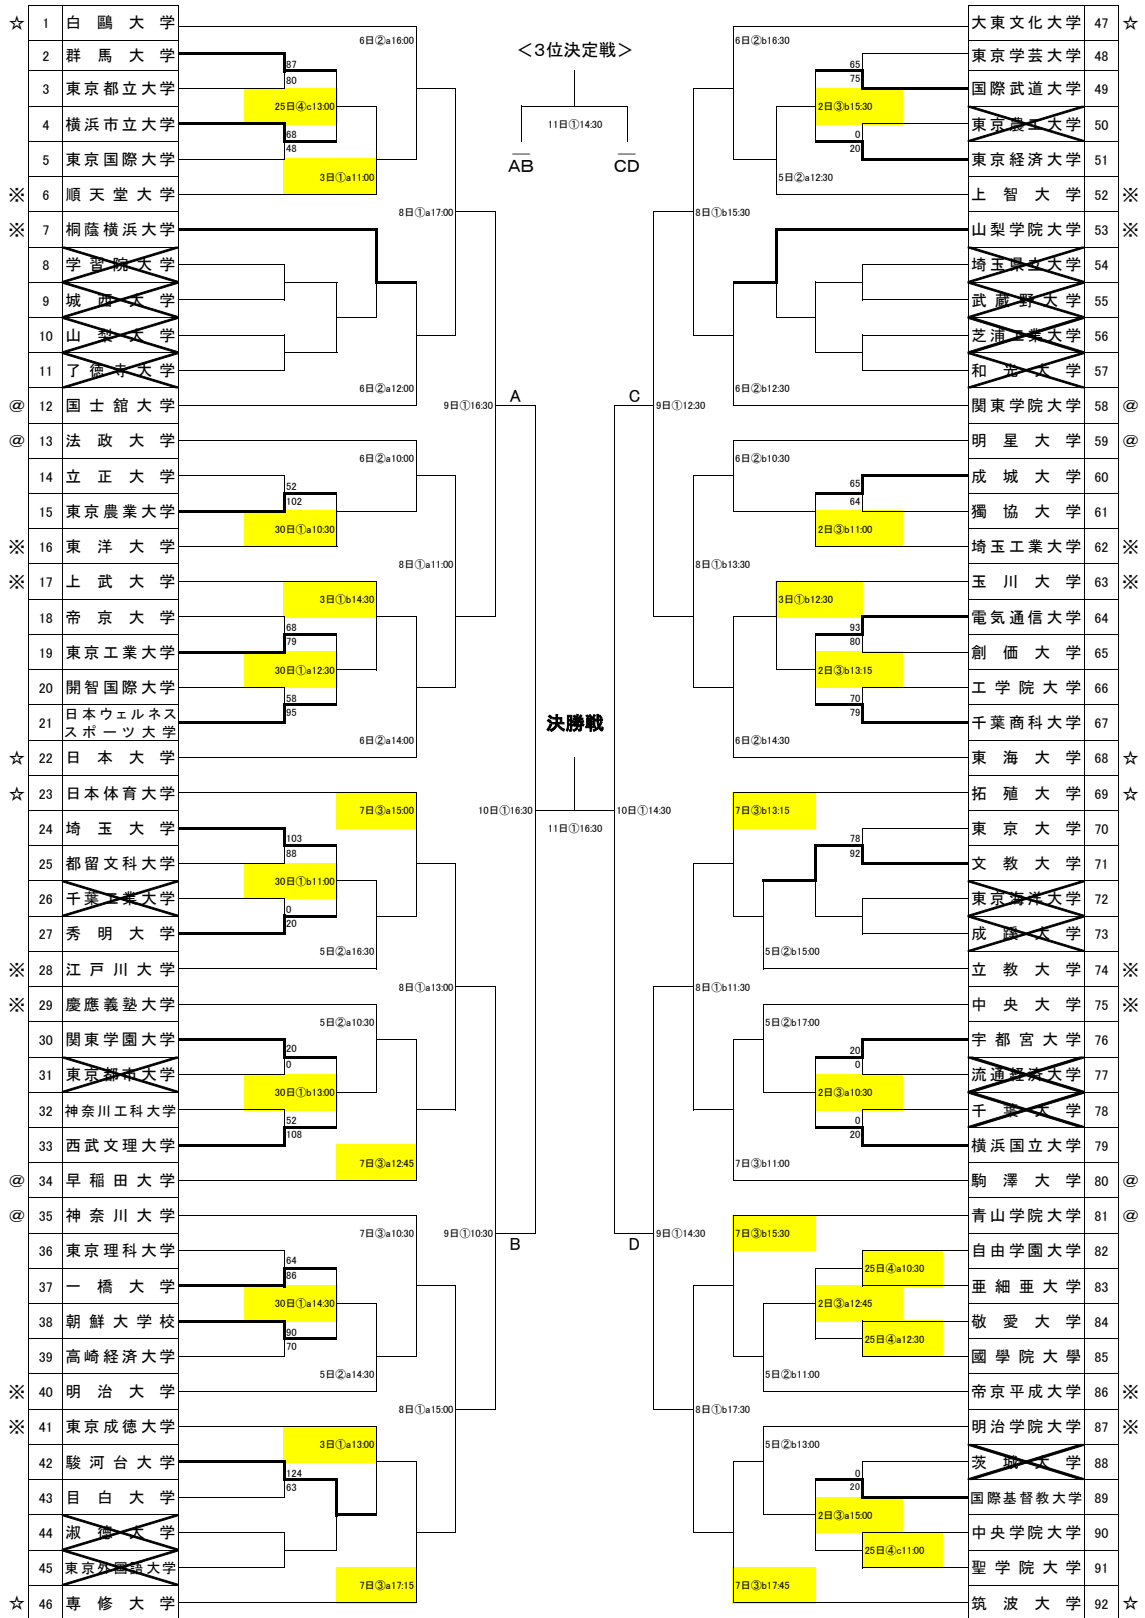 ☆ 1 白鷗大学
2 群馬大学
3 東京都立大学
4 横浜市立大学
5 東京国際大学
※ 6 順天堂大学
※ 7 桐蔭横浜大学
8 学習院大学
9 城西大学
10 山梨大学
11 了徳寺大学
@ 12 国士舘大学
@ 13 法政大学
14 立正大学
15 東京農業大学
※ 16 東洋大学
※ 17 上武大学
18 帝京大学
19 東京工業大学
20 開智国際大学
21 日本ウェルネス
スポーツ大学
☆ 22 日本大学
☆ 23 日本体育大学
24 埼玉大学
25 都留文科大学
26 千葉工業大学
27 秀明大学
※ 28 江戸川大学
※ 29 慶應義塾大学
30 関東学園大学
31 東京都市大学
32 神奈川工科大学
33 西武文理大学
@ 34 早稲田大学
@ 35 神奈川大学
36 東京理科大学
37 一橋大学
38 朝鮮大学校
39 高崎経済大学
※ 40 明治大学
※ 41 東京成徳大学
42 駿河台大学
43 目白大学
44 淑徳大学
45 東京外国語大学
☆ 46 専修大学
6日②a16:00
87
80
25日④c13:00
68
48
3日①a11:00
8日①a17:00
6日②a12:00
9日①16:30
A
6日②a10:00
52
102
30日①a10:30
8日①a11:00
3日①b14:30
68
79
30日①a12:30
58
95
6日②a14:00
7日③a15:00
10日①16:30
103
88
30日①b11:00
0
20
5日②a16:30
8日①a13:00
5日②a10:30
20
0
30日①b13:00
52
108
7日③a12:45
7日③a10:30
9日①10:30
B
64
86
30日①a14:30
90
70
5日②a14:30
8日①a15:00
3日①a13:00
124
63
7日③a17:15
<3位決定戦>
11日①14:30
AB
CD
決勝戦
11日①16:30
6日②b16:30
65
75
2日③b15:30
0
20
5日②a12:30
8日①b15:30
6日②b12:30
C
9日①12:30
6日②b10:30
65
64
2日③b11:00
8日①b13:30
3日①b12:30
93
80
2日③b13:15
70
79
6日②b14:30
7日③b13:15
10日①14:30
78
92
5日②b15:00
8日①b11:30
5日②b17:00
20
0
2日③a10:30
0
20
7日③b11:00
7日③b15:30
D
9日①14:30
25日④a10:30
2日③a12:45
25日④a12:30
5日②b11:00
8日①b17:30
5日②b13:00
0
20
2日③a15:00
25日④c11:00
7日③b17:45
大東文化大学 47 ☆
東京学芸大学 48
国際武道大学 49
東京農工大学 50
東京経済大学 51
上智大学 52 ※
山梨学院大学 53 ※
埼玉県立大学 54
武蔵野大学 55
芝浦工業大学 56
和光大学 57
関東学院大学 58 @
明星大学 59 @
成城大学 60
獨協大学 61
埼玉工業大学 62 ※
玉川大学 63 ※
電気通信大学 64
創価大学 65
工学院大学 66
千葉商科大学 67
東海大学 68 ☆
拓殖大学 69 ☆
東京大学 70
文教大学 71
東京海洋大学 72
成蹊大学 73
立教大学 74 ※
中央大学 75 ※
宇都宮大学 76
流通経済大学 77
千葉大学 78
横浜国立大学 79
駒澤大学 80 @
青山学院大学 81 @
自由学園大学 82
亜細亜大学 83
敬愛大学 84
國學院大學 85
帝京平成大学 86 ※
明治学院大学 87 ※
茨城大学 88
国際基督教大学 89
中央学院大学 90
聖学院大学 91
筑波大学 92 ☆